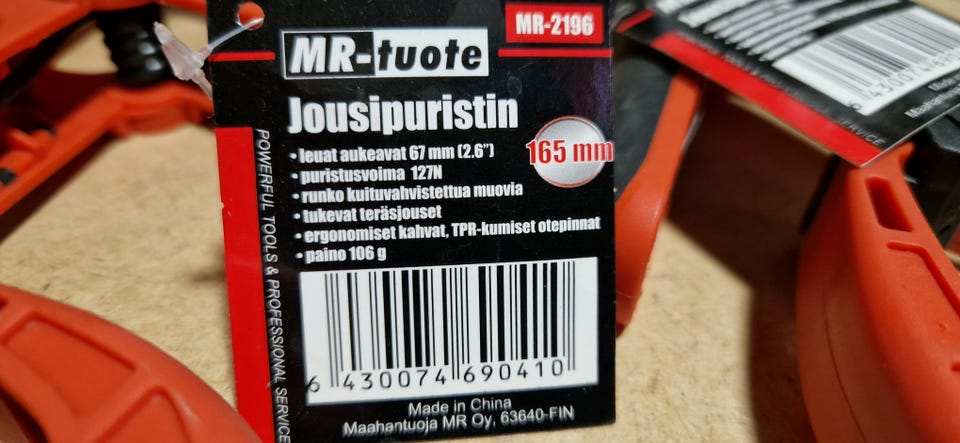 MR-2196
MR-tuote
Jousipuristin
165 mm
• leuat aukeavat 67 mm (2.6")
• puristusvoima 127N
• runko kuituvahvistettua muovia
• tukevat teräsjouset
• ergonomiset kahvat, TPR-kumiset otepinnat
• paino 106 g
POWERFUL TOOLS & PROFESSIONAL SERVICE
6 430074 690410
Made in China
Maahantuoja MR Oy, 63640-FIN